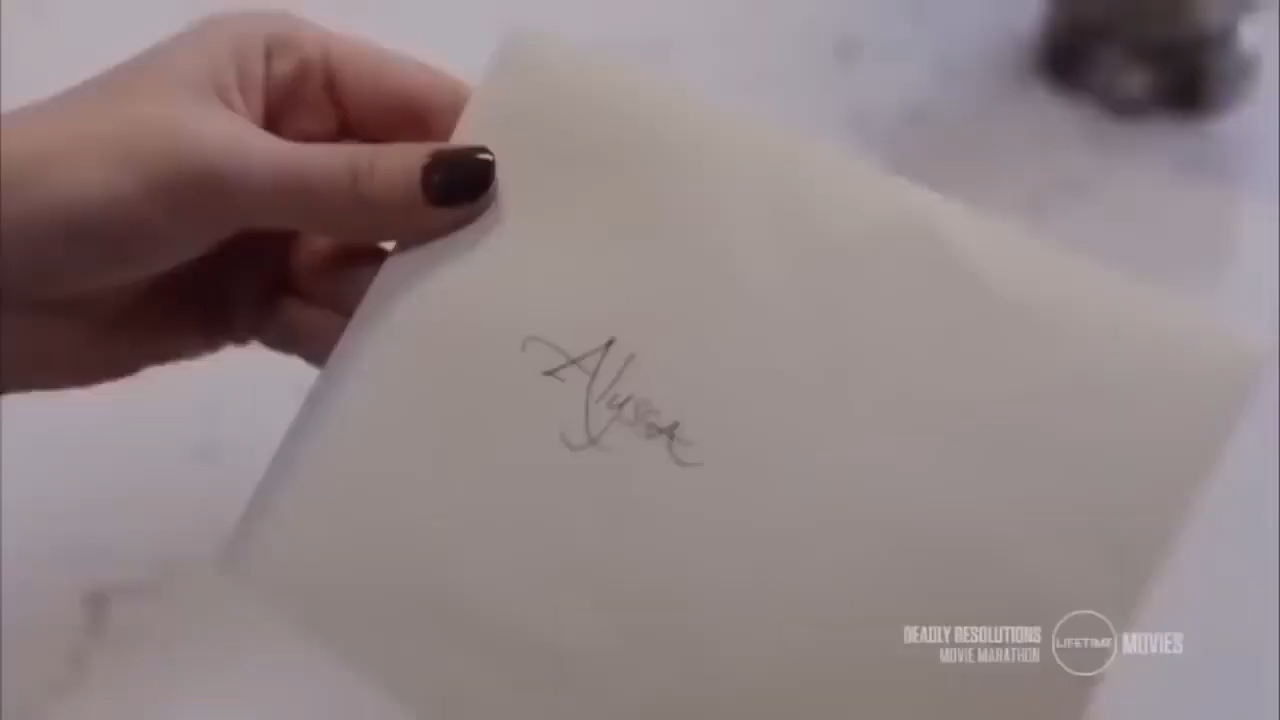 Alyssa
DEADLY RESOLUTIONS
MOVIE MARATHON
LIFETIME
MOVIES